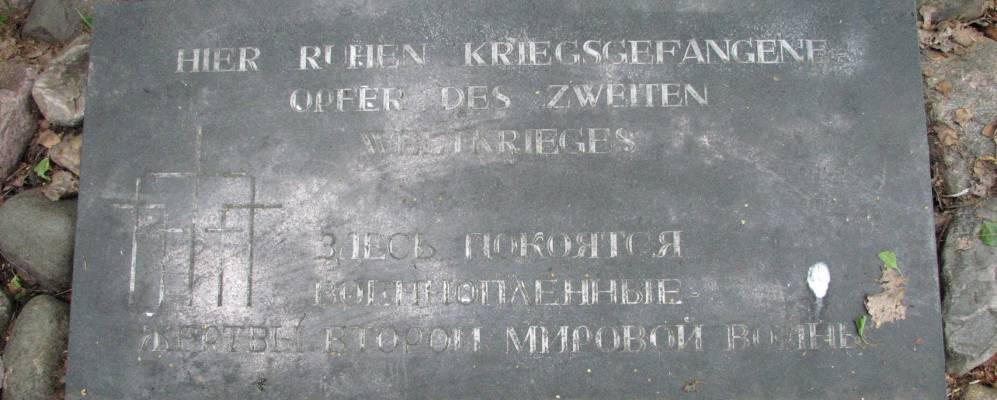 HIER RUHEN KRIEGSGEFANGENE
OPFER DES ZWEITEN
WELTKRIEGES
ЗДЕСЬ ПОКОЯТСЯ
ВОЕННОПЛЕННЫЕ-
ЖЕРТВЫ ВТОРОЙ МИРОВОЙ ВОЙНЫ